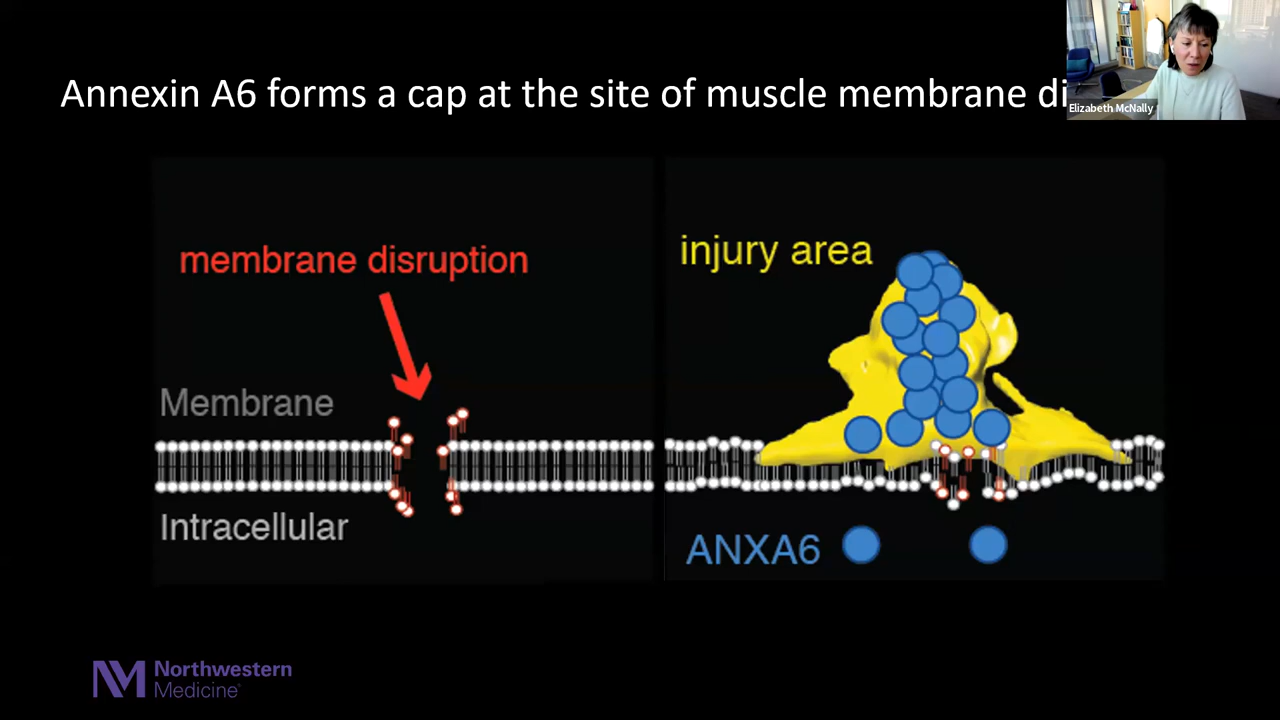 Annexin A6 forms a cap at the site of muscle membrane di
Elizabeth McNally
membrane disruption
Membrane
Intracellular
injury area
ANXA6
NM Northwestern
Medicine